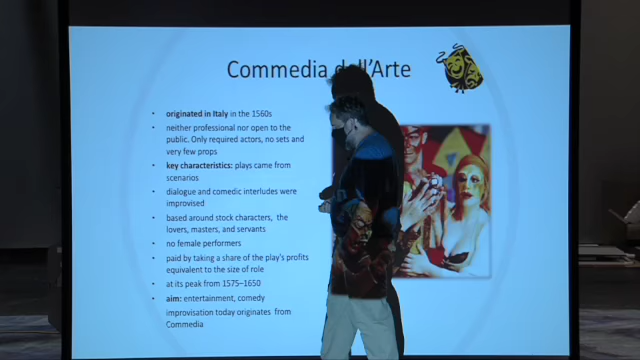 Commedia dell'Arte
• originated in Italy in the 1560s
• neither professional nor open to the
public. Only required actors, no sets and
very few props
• key characteristics: plays came from
scenarios
• dialogue and comedic interludes were
improvised
• based around stock characters, the
lovers, masters, and servants
• no female performers
• paid by taking a share of the play's profits
equivalent to the size of role
• at its peak from 1575–1650
• aim: entertainment, comedy
improvisation today originates from
Commedia